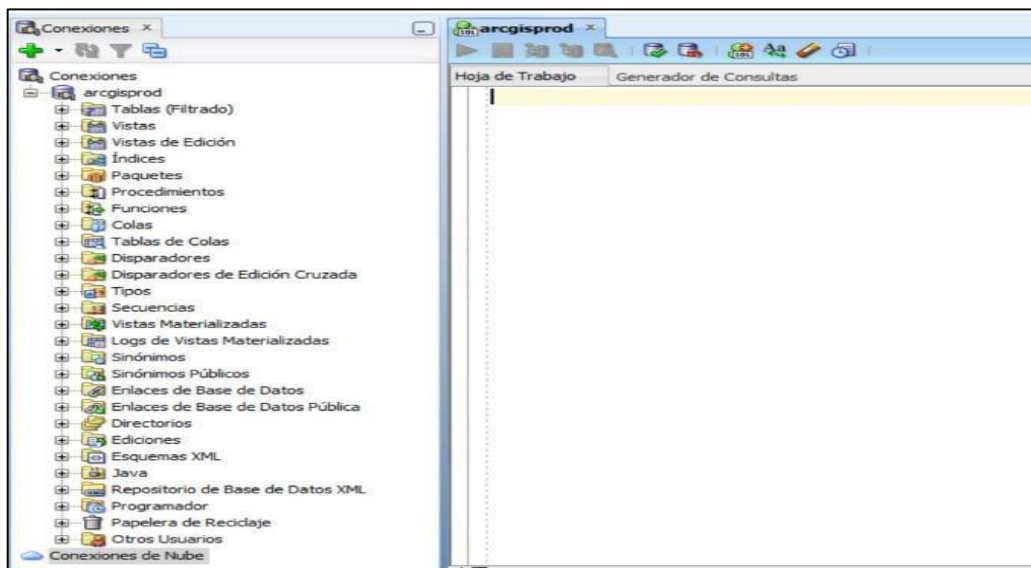 Conexiones
arcgisprod
Hoja de Trabajo
Generador de Consultas
Conexiones
arcgisprod
Tablas (Filtrado)
Vistas
Vistas de Edición
Índices
Paquetes
Procedimientos
Funciones
Colas
Tablas de Colas
Disparadores
Disparadores de Edición Cruzada
Tipos
Secuencias
Vistas Materializadas
Logs de Vistas Materializadas
Sinónimos
Sinónimos Públicos
Enlaces de Base de Datos
Enlaces de Base de Datos Pública
Directorios
Ediciones
Esquemas XML
Java
Repositorio de Base de Datos XML
Programador
Papelera de Reciclaje
Otros Usuarios
Conexiones de Nube